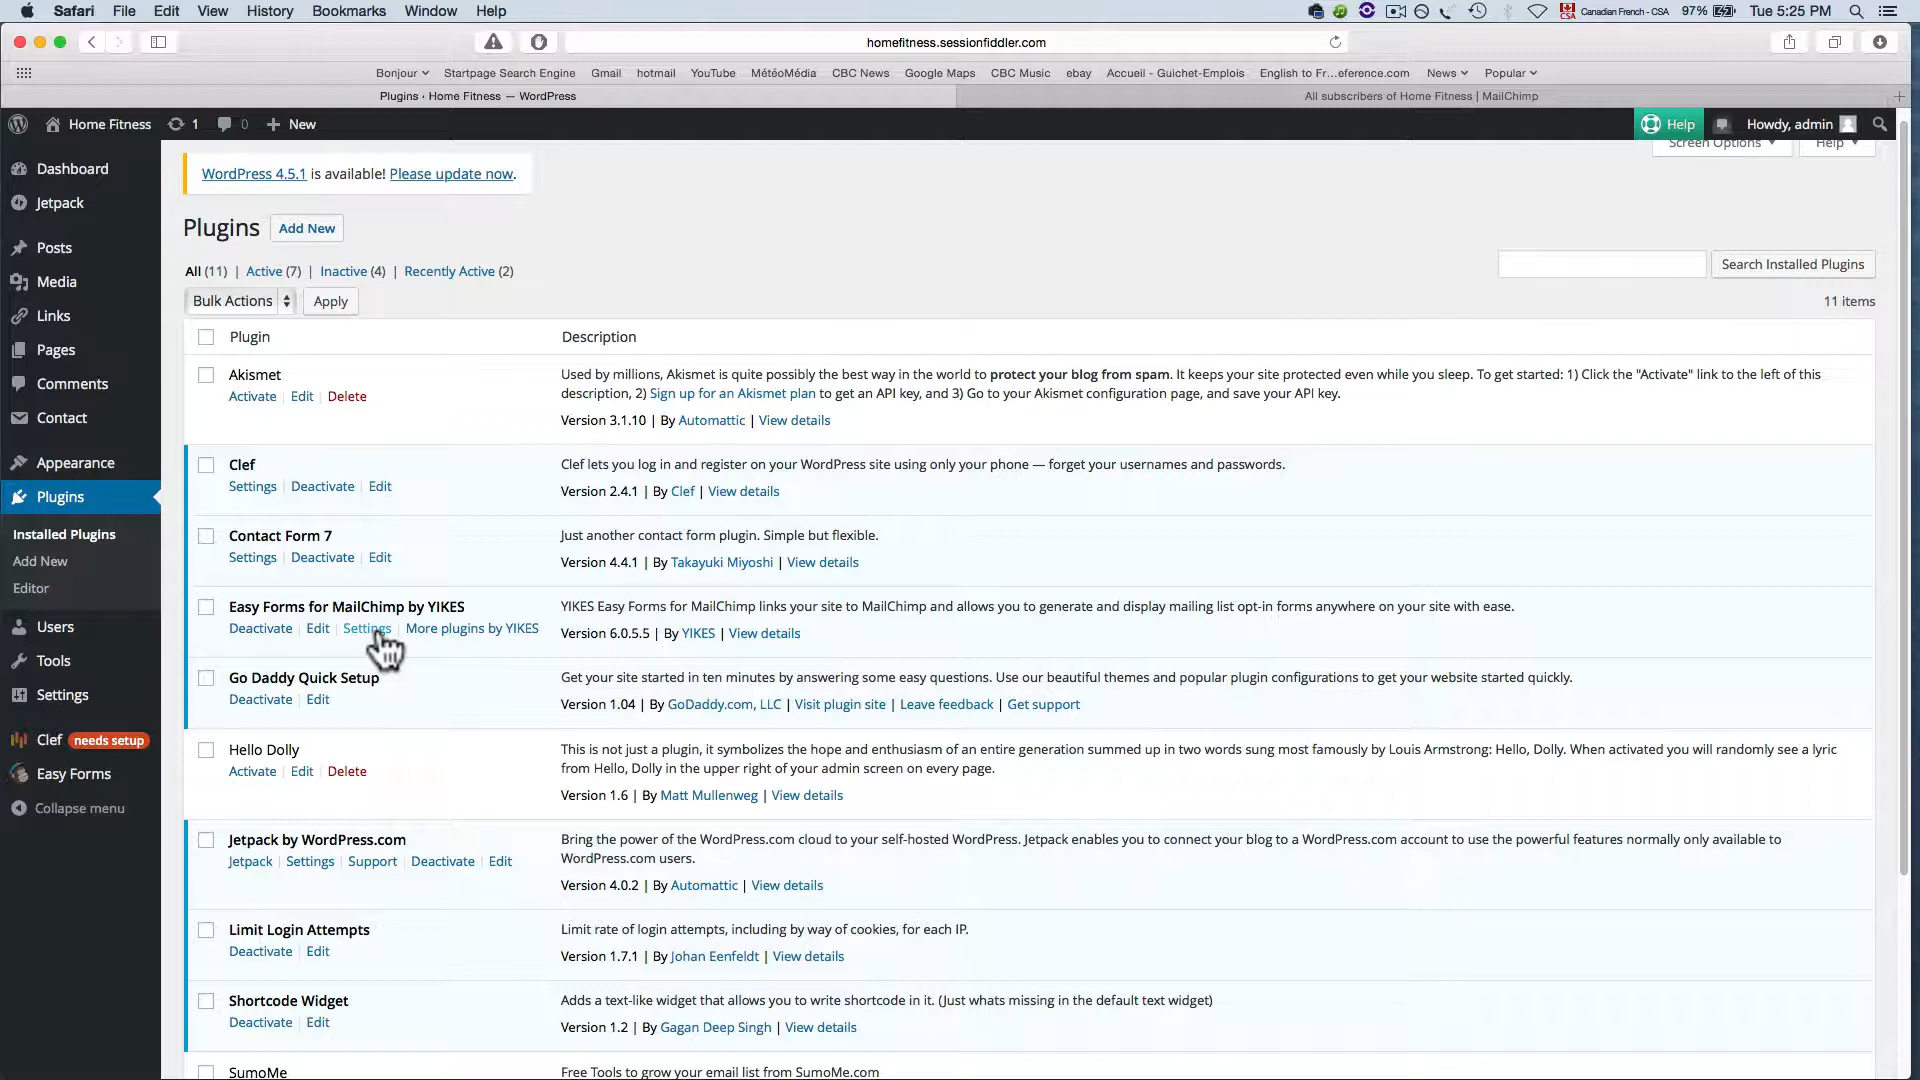 Safari File Edit View History Bookmarks Window Help Canadian French - CSA 97% Tue 5:25 PM
homefitness.sessionfiddler.com
Bonjour Startpage Search Engine Gmail hotmail YouTube MétéoMédia CBC News Google Maps CBC Music ebay Accueil - Guichet-Emplois English to Fr...eference.com News Popular
Plugins ‹ Home Fitness — WordPress All subscribers of Home Fitness | MailChimp
Home Fitness 1 0 + New Help Howdy, admin
Screen Options Help
WordPress 4.5.1 is available! Please update now.
Plugins Add New
All (11) | Active (7) | Inactive (4) | Recently Active (2)
Search Installed Plugins
Bulk Actions Apply
11 items
Dashboard
Jetpack
Posts
Media
Links
Pages
Comments
Contact
Appearance
Plugins
Installed Plugins
Add New
Editor
Users
Tools
Settings
Clef needs setup
Easy Forms
Collapse menu
Plugin Description
Akismet
Activate | Edit | Delete
Used by millions, Akismet is quite possibly the best way in the world to protect your blog from spam. It keeps your site protected even while you sleep. To get started: 1) Click the "Activate" link to the left of this
description, 2) Sign up for an Akismet plan to get an API key, and 3) Go to your Akismet configuration page, and save your API key.
Version 3.1.10 | By Automattic | View details
Clef
Settings | Deactivate | Edit
Clef lets you log in and register on your WordPress site using only your phone — forget your usernames and passwords.
Version 2.4.1 | By Clef | View details
Contact Form 7
Settings | Deactivate | Edit
Just another contact form plugin. Simple but flexible.
Version 4.4.1 | By Takayuki Miyoshi | View details
Easy Forms for MailChimp by YIKES
Deactivate | Edit | Settings | More plugins by YIKES
YIKES Easy Forms for MailChimp links your site to MailChimp and allows you to generate and display mailing list opt-in forms anywhere on your site with ease.
Version 6.0.5.5 | By YIKES | View details
Go Daddy Quick Setup
Deactivate | Edit
Get your site started in ten minutes by answering some easy questions. Use our beautiful themes and popular plugin configurations to get your website started quickly.
Version 1.04 | By GoDaddy.com, LLC | Visit plugin site | Leave feedback | Get support
Hello Dolly
Activate | Edit | Delete
This is not just a plugin, it symbolizes the hope and enthusiasm of an entire generation summed up in two words sung most famously by Louis Armstrong: Hello, Dolly. When activated you will randomly see a lyric
from Hello, Dolly in the upper right of your admin screen on every page.
Version 1.6 | By Matt Mullenweg | View details
Jetpack by WordPress.com
Jetpack | Settings | Support | Deactivate | Edit
Bring the power of the WordPress.com cloud to your self-hosted WordPress. Jetpack enables you to connect your blog to a WordPress.com account to use the powerful features normally only available to
WordPress.com users.
Version 4.0.2 | By Automattic | View details
Limit Login Attempts
Deactivate | Edit
Limit rate of login attempts, including by way of cookies, for each IP.
Version 1.7.1 | By Johan Eenfeldt | View details
Shortcode Widget
Deactivate | Edit
Adds a text-like widget that allows you to write shortcode in it. (Just whats missing in the default text widget)
Version 1.2 | By Gagan Deep Singh | View details
SumoMe
Free Tools to grow your email list from SumoMe.com